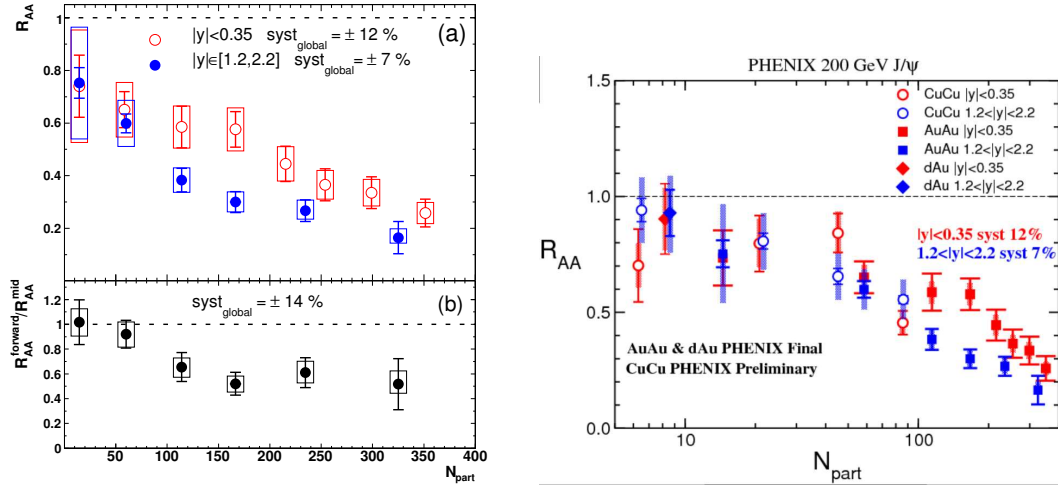 R_AA
1
0.8
0.6
0.4
0.2
|y|<0.35 syst_global = ± 12 %
|y|∈[1.2,2.2] syst_global = ± 7 %
(a)
R_AA^forward/R_AA^mid
1.4
1.2
1
0.8
0.6
0.4
0.2
0
syst_global = ± 14 %
(b)
0 50 100 150 200 250 300 350 400
N_part
PHENIX 200 GeV J/ψ
1.5
1.0
0.5
0.0
R_AA
CuCu |y|<0.35
CuCu 1.2<|y|<2.2
AuAu |y|<0.35
AuAu 1.2<|y|<2.2
dAu |y|<0.35
dAu 1.2<|y|<2.2
|y|<0.35 syst 12%
1.2<|y|<2.2 syst 7%
AuAu & dAu PHENIX Final
CuCu PHENIX Preliminary
10 100
N_part